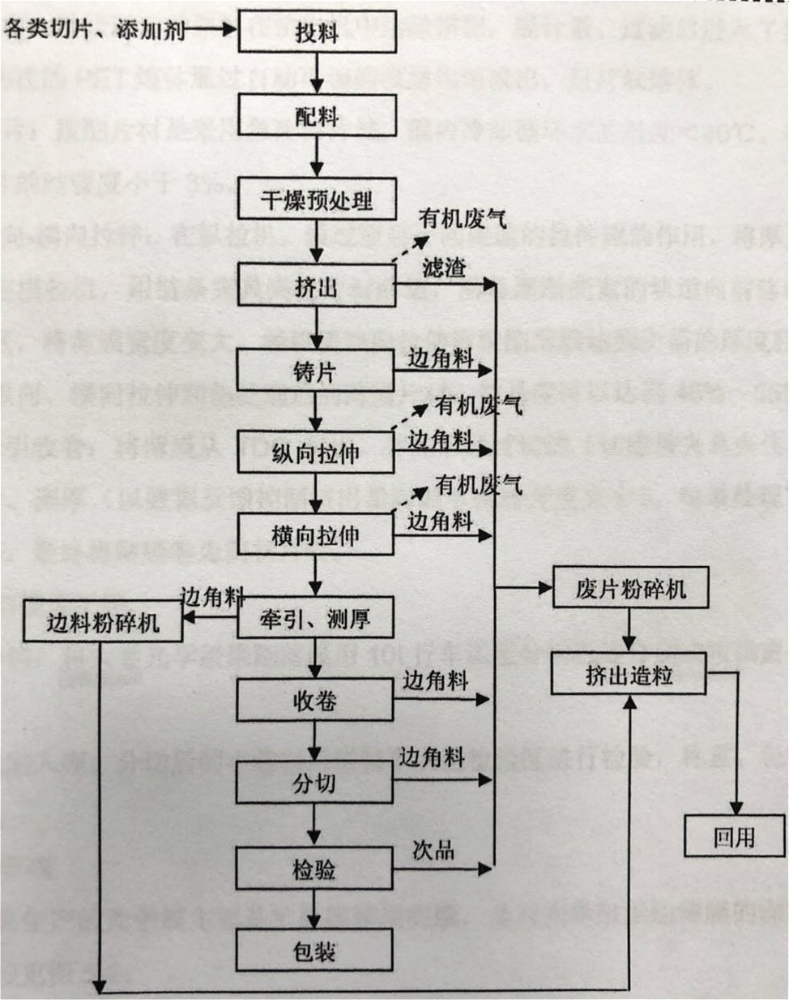 各类切片、添加剂
投料
配料
干燥预处理
有机废气
滤渣
挤出
铸片
边角料
有机废气
纵向拉伸
边角料
有机废气
横向拉伸
边角料
废片粉碎机
边角料
边料粉碎机
牵引、测厚
挤出造粒
收卷
边角料
分切
边角料
回用
检验
次品
包装